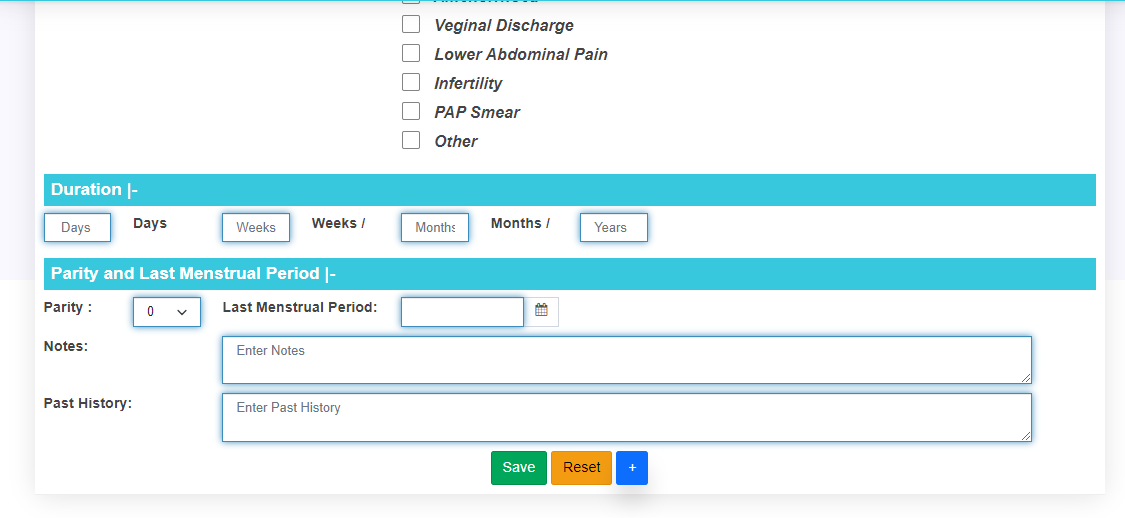 Veginal Discharge
Lower Abdominal Pain
Infertility
PAP Smear
Other
Duration |-
Days Days Weeks Weeks / Months Months / Years
Parity and Last Menstrual Period |-
Parity : 0 Last Menstrual Period:
Notes: Enter Notes
Past History: Enter Past History
Save Reset +